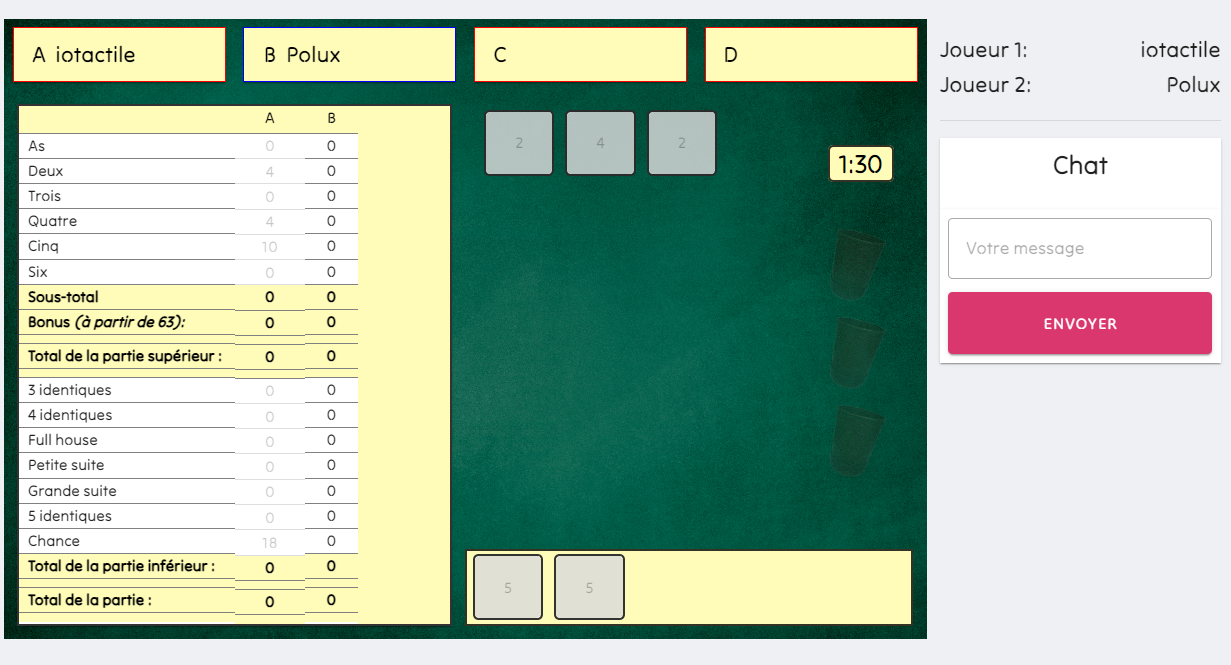 A iotactile B Polux C D
Joueur 1: iotactile
Joueur 2: Polux
A B
As 0 0
Deux 4 0
Trois 0 0
Quatre 4 0
Cinq 10 0
Six 0 0
Sous-total 0 0
Bonus (à partir de 63): 0 0
Total de la partie supérieur : 0 0
3 identiques 0 0
4 identiques 0 0
Full house 0 0
Petite suite 0 0
Grande suite 0 0
5 identiques 0 0
Chance 18 0
Total de la partie inférieur : 0 0
Total de la partie : 0 0
2 4 2
1:30
5 5
Chat
Votre message
ENVOYER